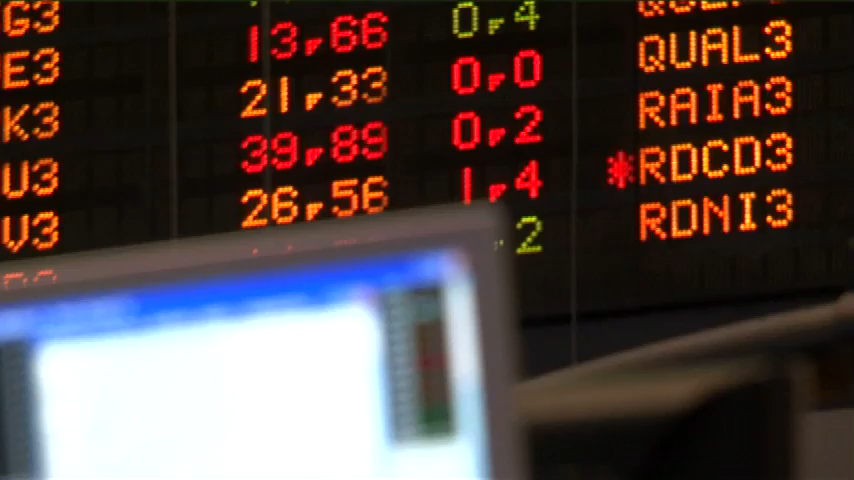 G3 0,4
E3 13,66 0,0 QUAL3
K3 21,33 0,2 RAIA3
U3 39,89 1,4 *RDCD3
V3 26,56 ,2 RDNI3